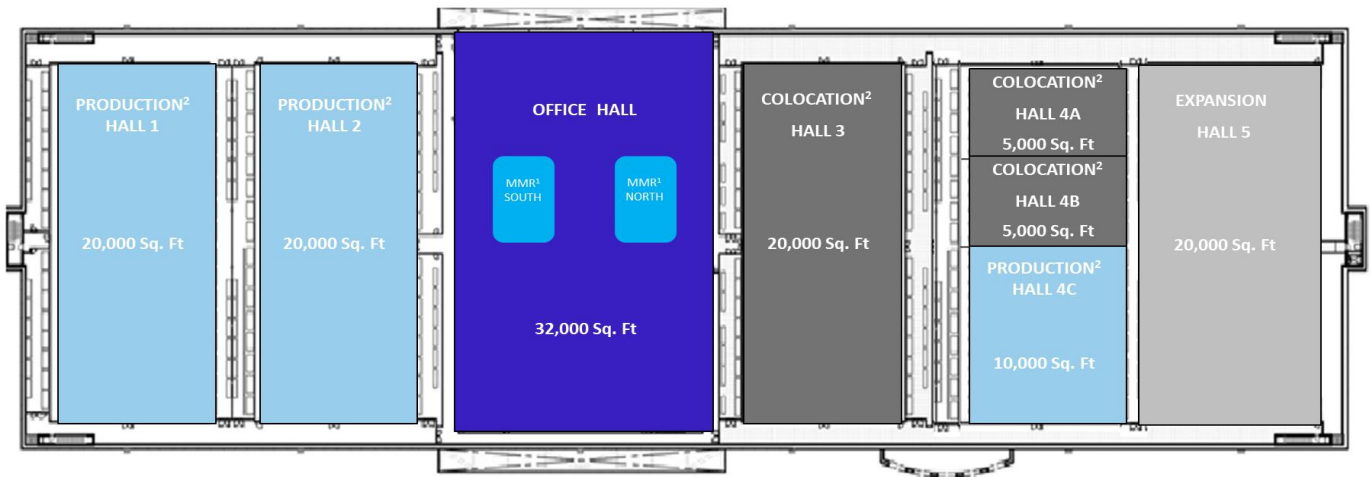 PRODUCTION²
HALL 1
20,000 Sq. Ft
PRODUCTION²
HALL 2
20,000 Sq. Ft
OFFICE HALL
MMR¹
SOUTH
MMR¹
NORTH
32,000 Sq. Ft
COLOCATION²
HALL 3
20,000 Sq. Ft
COLOCATION²
HALL 4A
5,000 Sq. Ft
COLOCATION²
HALL 4B
5,000 Sq. Ft
PRODUCTION²
HALL 4C
10,000 Sq. Ft
EXPANSION
HALL 5
20,000 Sq. Ft